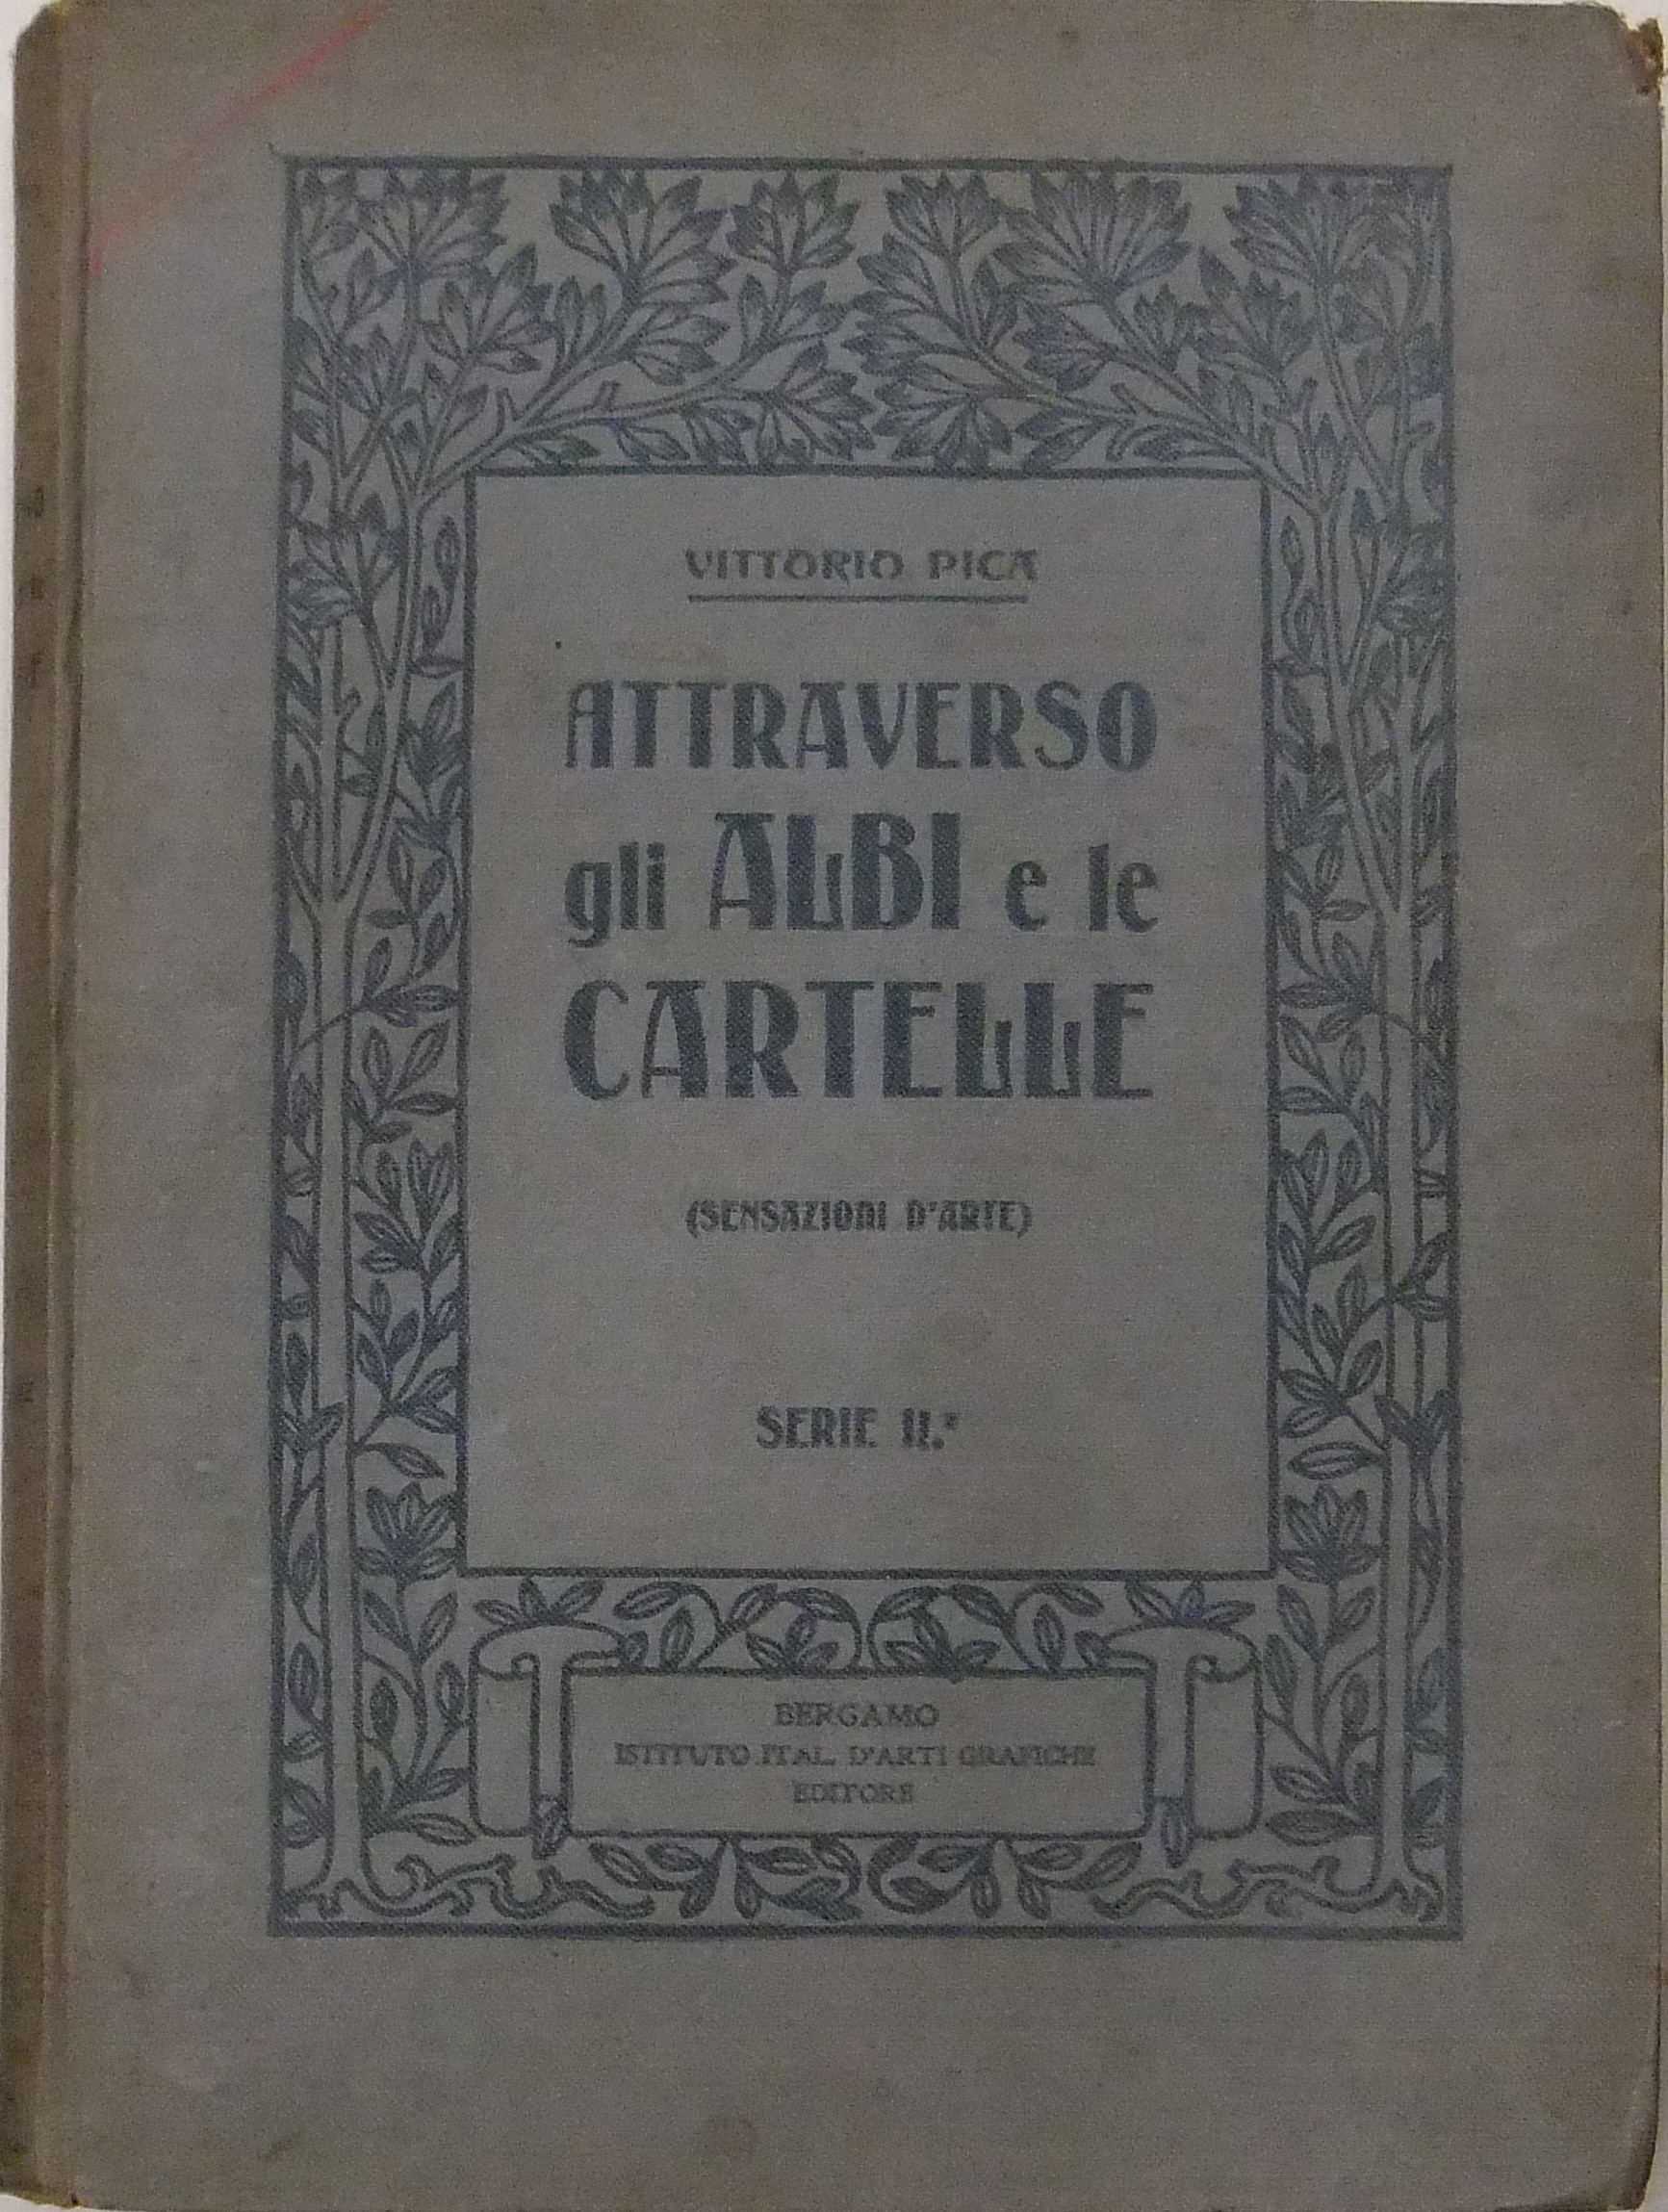 VITTORIO PICA
ATTRAVERSO
gli ALBI e le
CARTELLE
(SENSAZIONI D'ARTE)
SERIE II.ª
BERGAMO
ISTITUTO ITAL. D'ARTI GRAFICHE
EDITORE